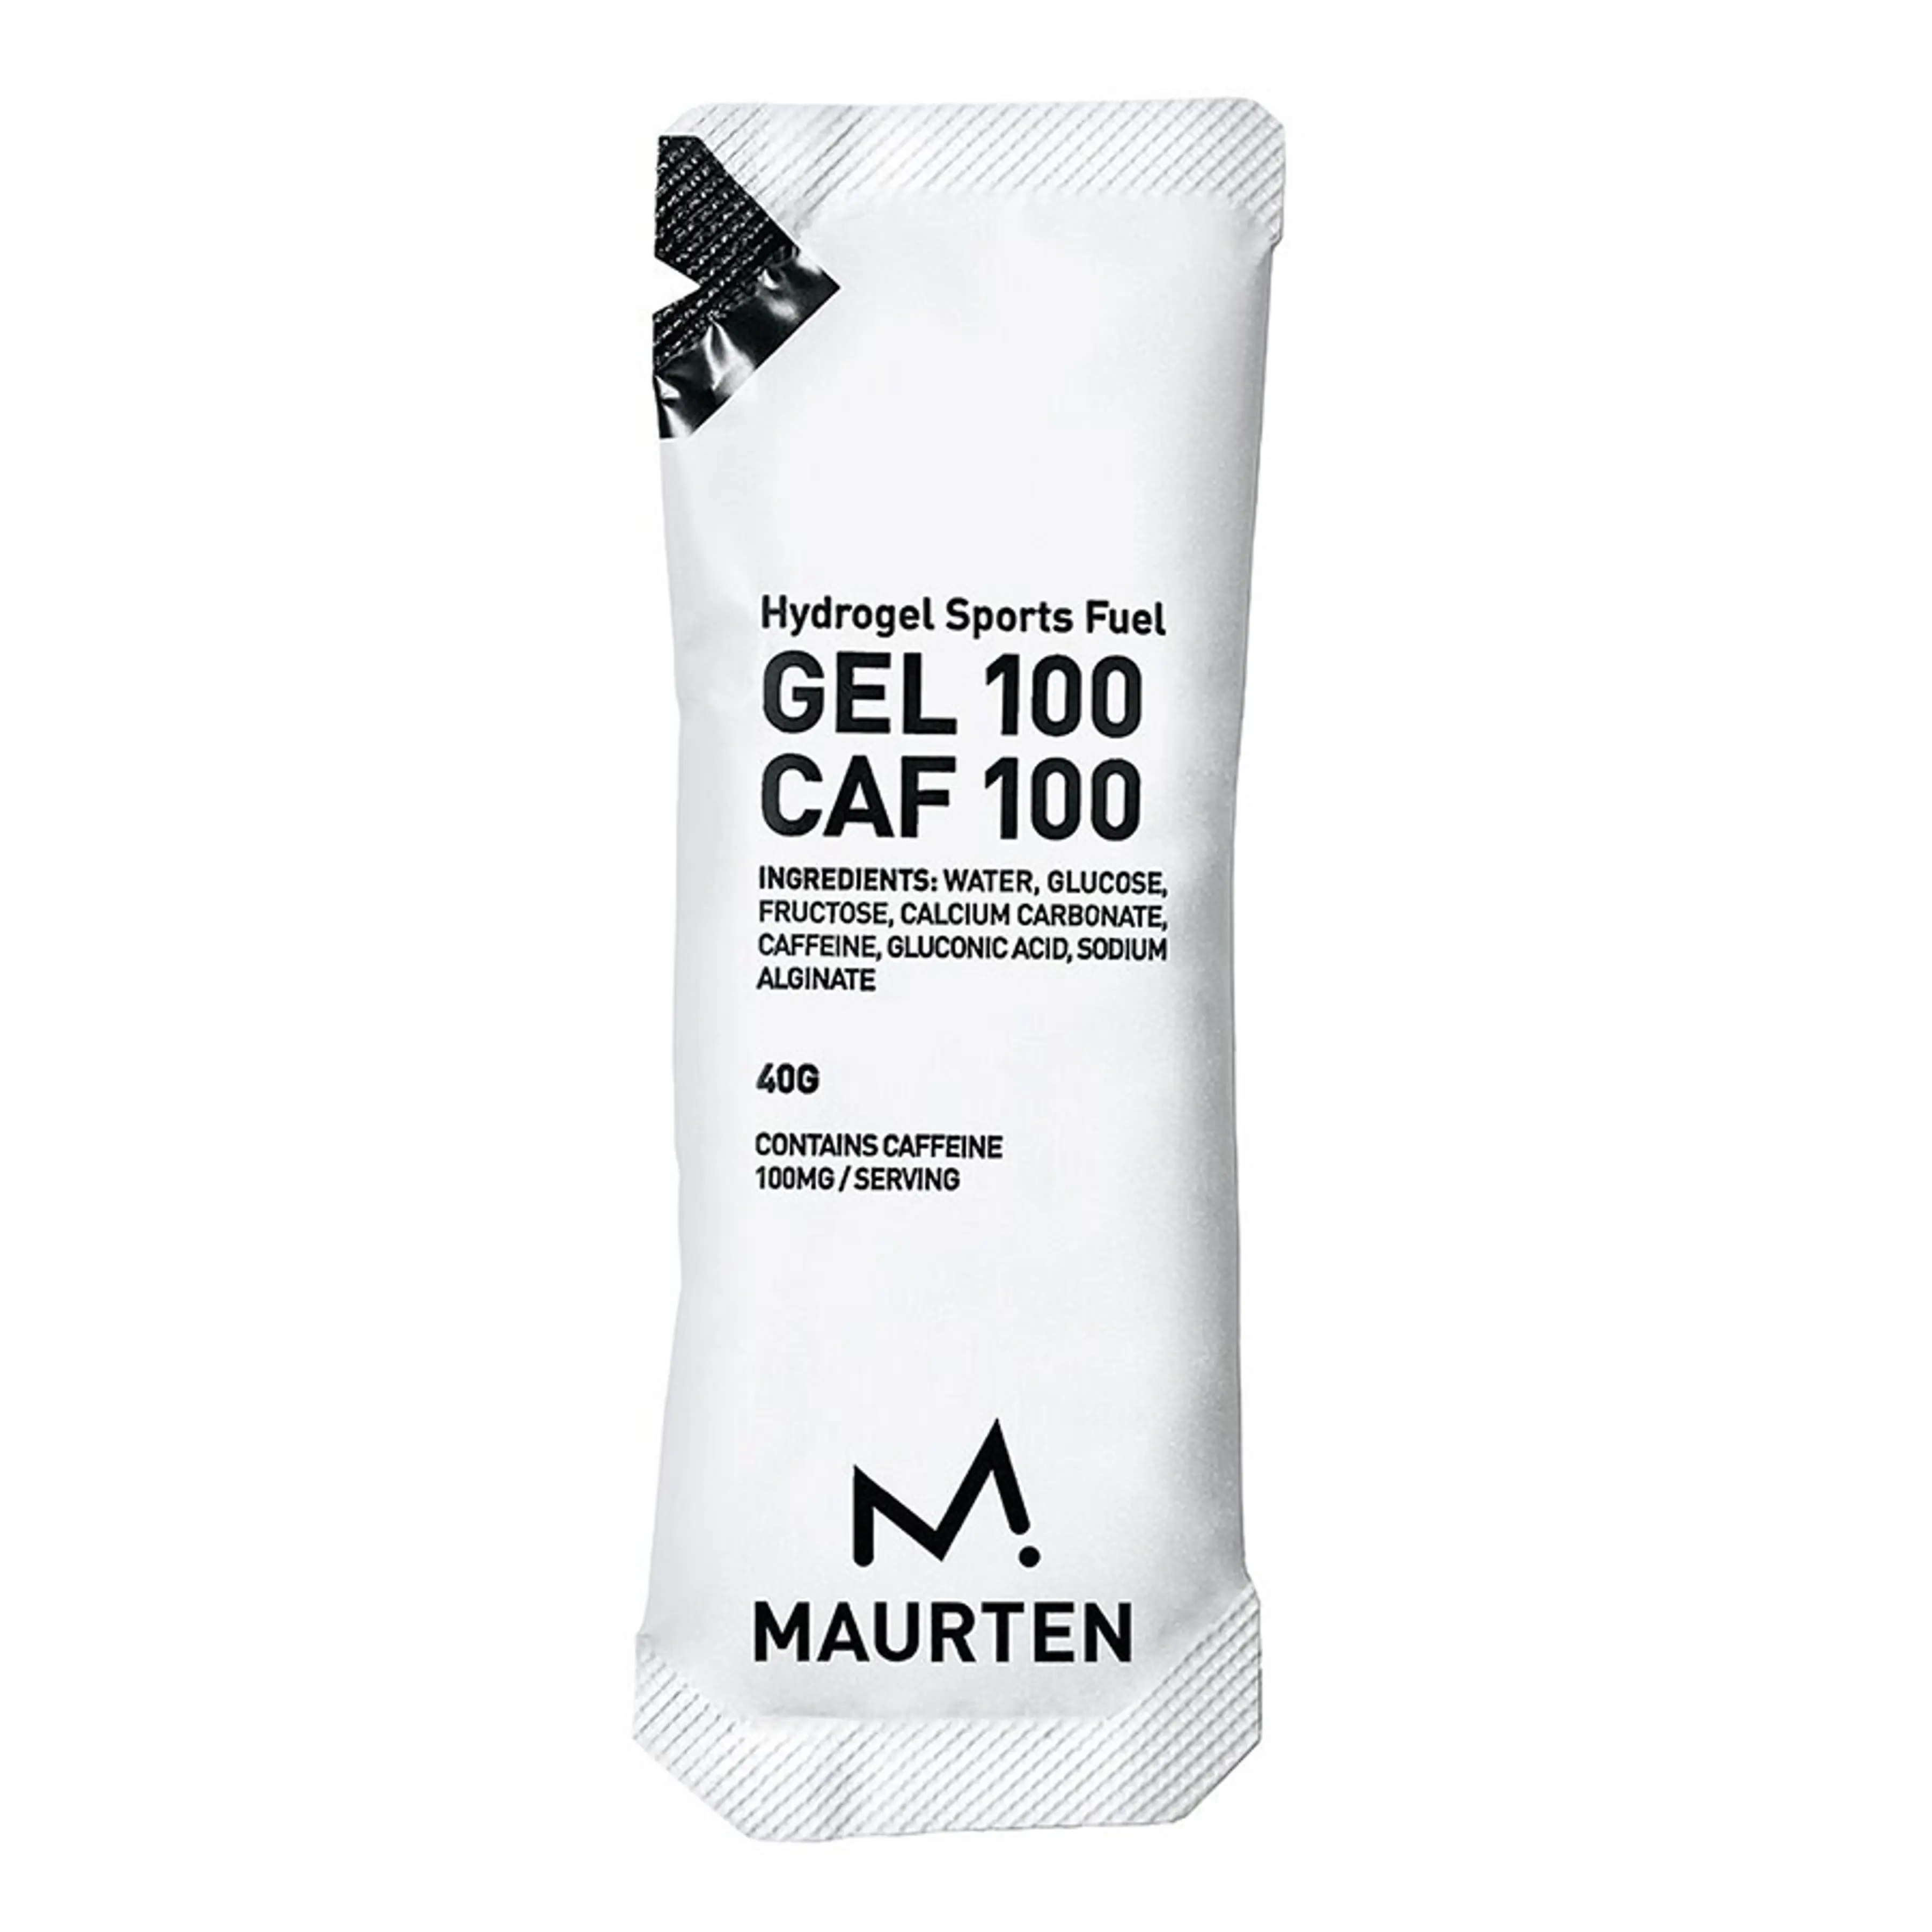 Hydrogel Sports Fuel
GEL 100
CAF 100
INGREDIENTS: WATER, GLUCOSE,
FRUCTOSE, CALCIUM CARBONATE,
CAFFEINE, GLUCONIC ACID, SODIUM
ALGINATE
40G
CONTAINS CAFFEINE
100MG / SERVING
MAURTEN